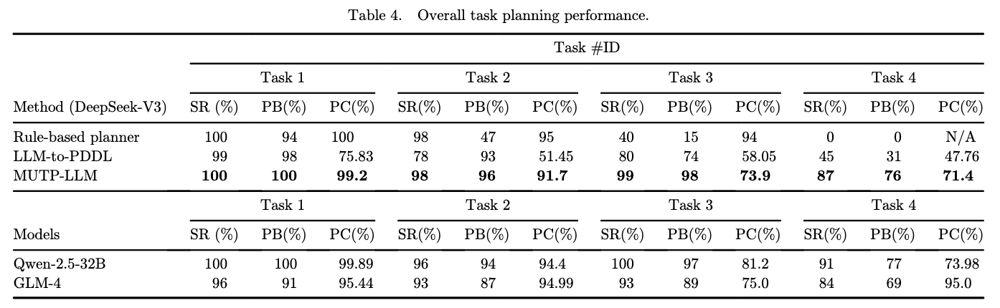 Table 4. Overall task planning performance.
Task #ID
Task 1 Task 2 Task 3 Task 4
Method (DeepSeek-V3) SR (%) PB(%) PC(%) SR(%) PB(%) PC(%) SR(%) PB(%) PC(%) SR(%) PB(%) PC(%)
Rule-based planner 100 94 100 98 47 95 40 15 94 0 0 N/A
LLM-to-PDDL 99 98 75.83 78 93 51.45 80 74 58.05 45 31 47.76
MUTP-LLM 100 100 99.2 98 96 91.7 99 98 73.9 87 76 71.4
Task 1 Task 2 Task 3 Task 4
Models SR (%) PB(%) PC(%) SR(%) PB(%) PC(%) SR(%) PB(%) PC(%) SR(%) PB(%) PC(%)
Qwen-2.5-32B 100 100 99.89 96 94 94.4 100 97 81.2 91 77 73.98
GLM-4 96 91 95.44 93 87 94.99 93 89 75.0 84 69 95.0